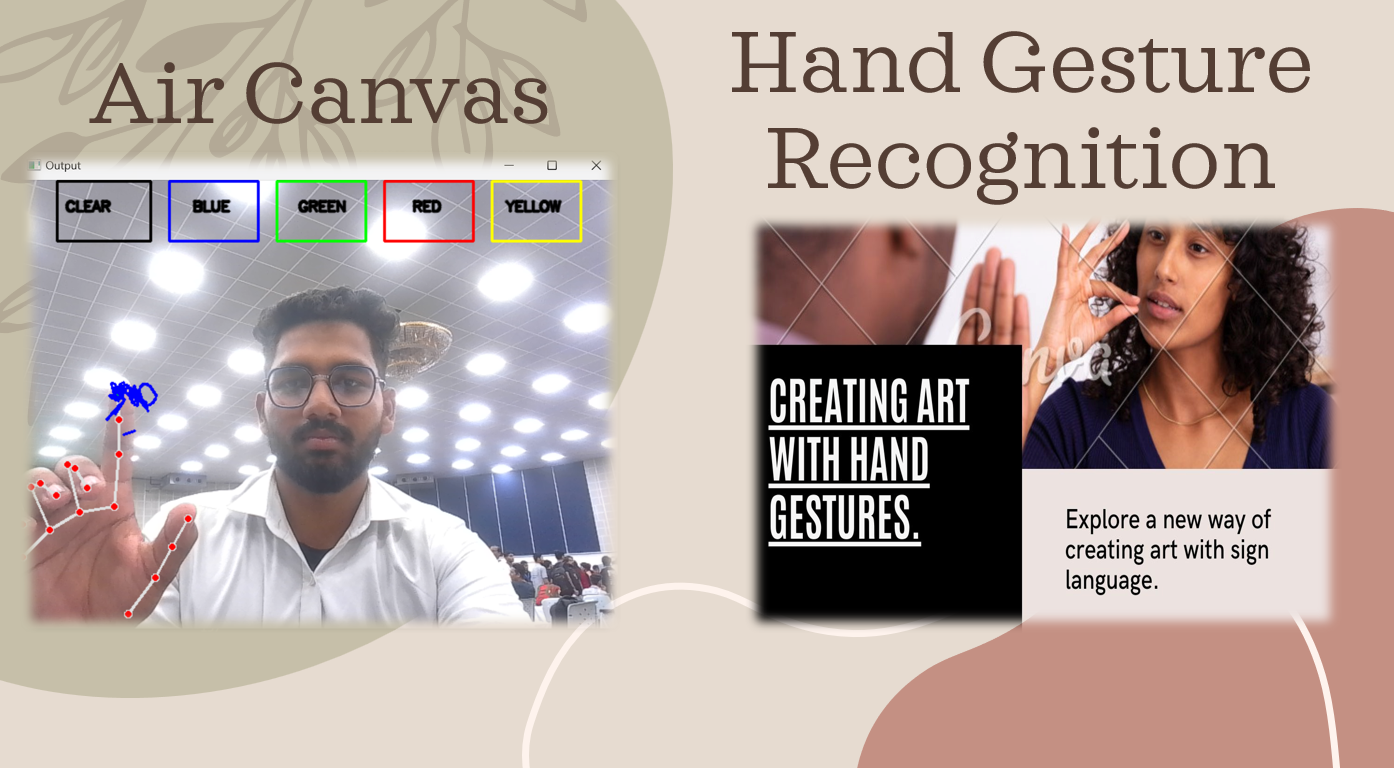 Air Canvas
Output
CLEAR
BLUE
GREEN
RED
YELLOW
Hand Gesture
Recognition
CREATING ART
WITH HAND
GESTURES.
Explore a new way of
creating art with sign
language.